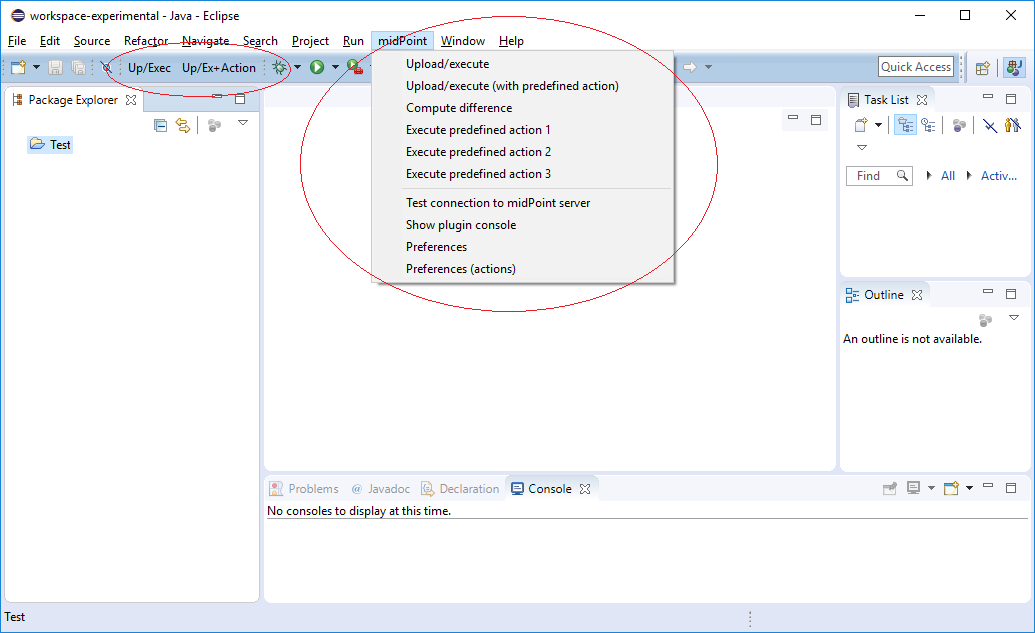 workspace-experimental - Java - Eclipse
File Edit Source Refactor Navigate Search Project Run midPoint Window Help
Up/Exec Up/Ex+Action Quick Access
Upload/execute
Upload/execute (with predefined action)
Compute difference
Execute predefined action 1
Execute predefined action 2
Execute predefined action 3
Test connection to midPoint server
Show plugin console
Preferences
Preferences (actions)
Package Explorer
Test
Task List
Find All Activ...
Outline
An outline is not available.
Problems @ Javadoc Declaration Console
No consoles to display at this time.
Test